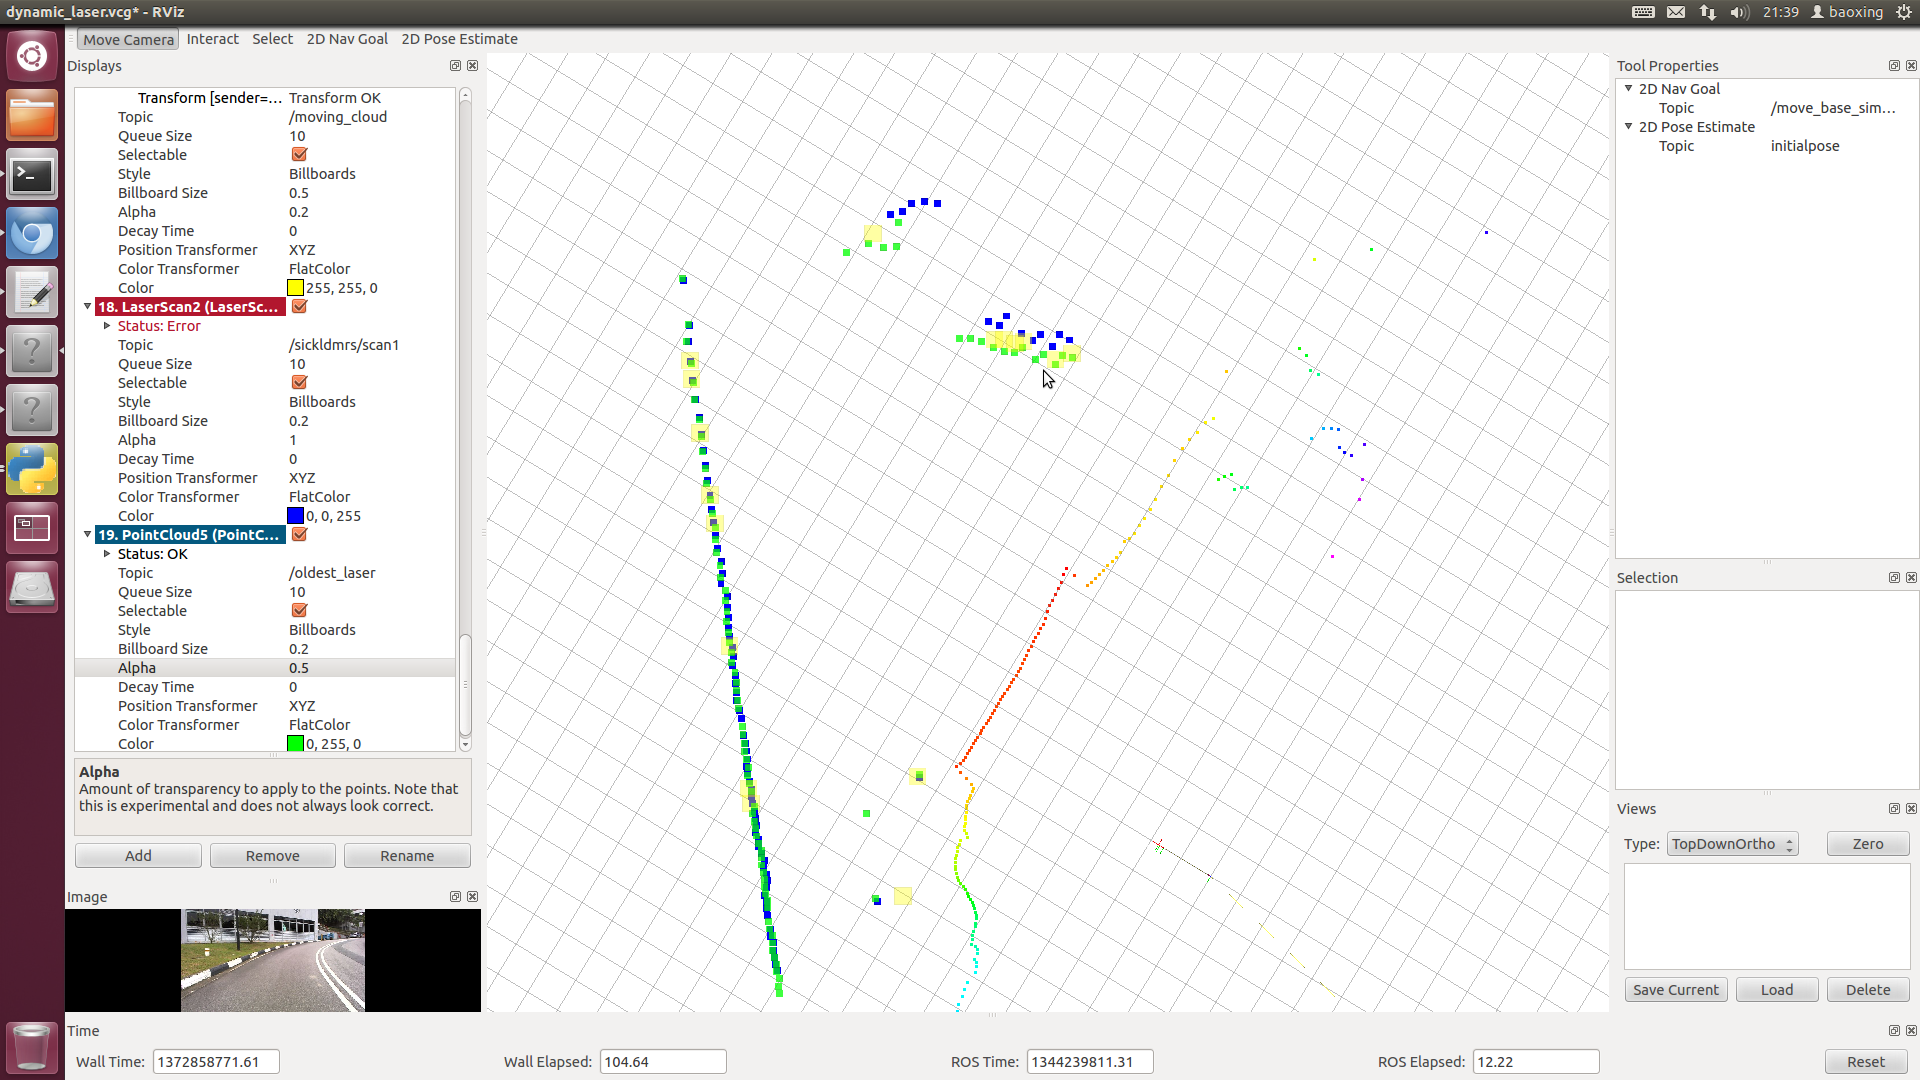 dynamic_laser.vcg* - RViz
21:39 baoxing
Move Camera Interact Select 2D Nav Goal 2D Pose Estimate
Displays
Transform [sender=... Transform OK
Topic /moving_cloud
Queue Size 10
Selectable
Style Billboards
Billboard Size 0.5
Alpha 0.2
Decay Time 0
Position Transformer XYZ
Color Transformer FlatColor
Color 255, 255, 0
18. LaserScan2 (LaserSc...
Status: Error
Topic /sickldmrs/scan1
Queue Size 10
Selectable
Style Billboards
Billboard Size 0.2
Alpha 1
Decay Time 0
Position Transformer XYZ
Color Transformer FlatColor
Color 0, 0, 255
19. PointCloud5 (PointC...
Status: OK
Topic /oldest_laser
Queue Size 10
Selectable
Style Billboards
Billboard Size 0.2
Alpha 0.5
Decay Time 0
Position Transformer XYZ
Color Transformer FlatColor
Color 0, 255, 0
Alpha
Amount of transparency to apply to the points. Note that
this is experimental and does not always look correct.
Add Remove Rename
Image
Tool Properties
2D Nav Goal
Topic /move_base_sim...
2D Pose Estimate
Topic initialpose
Selection
Views
Type: TopDownOrtho Zero
Save Current Load Delete
Time
Wall Time: 1372858771.61 Wall Elapsed: 104.64 ROS Time: 1344239811.31 ROS Elapsed: 12.22 Reset